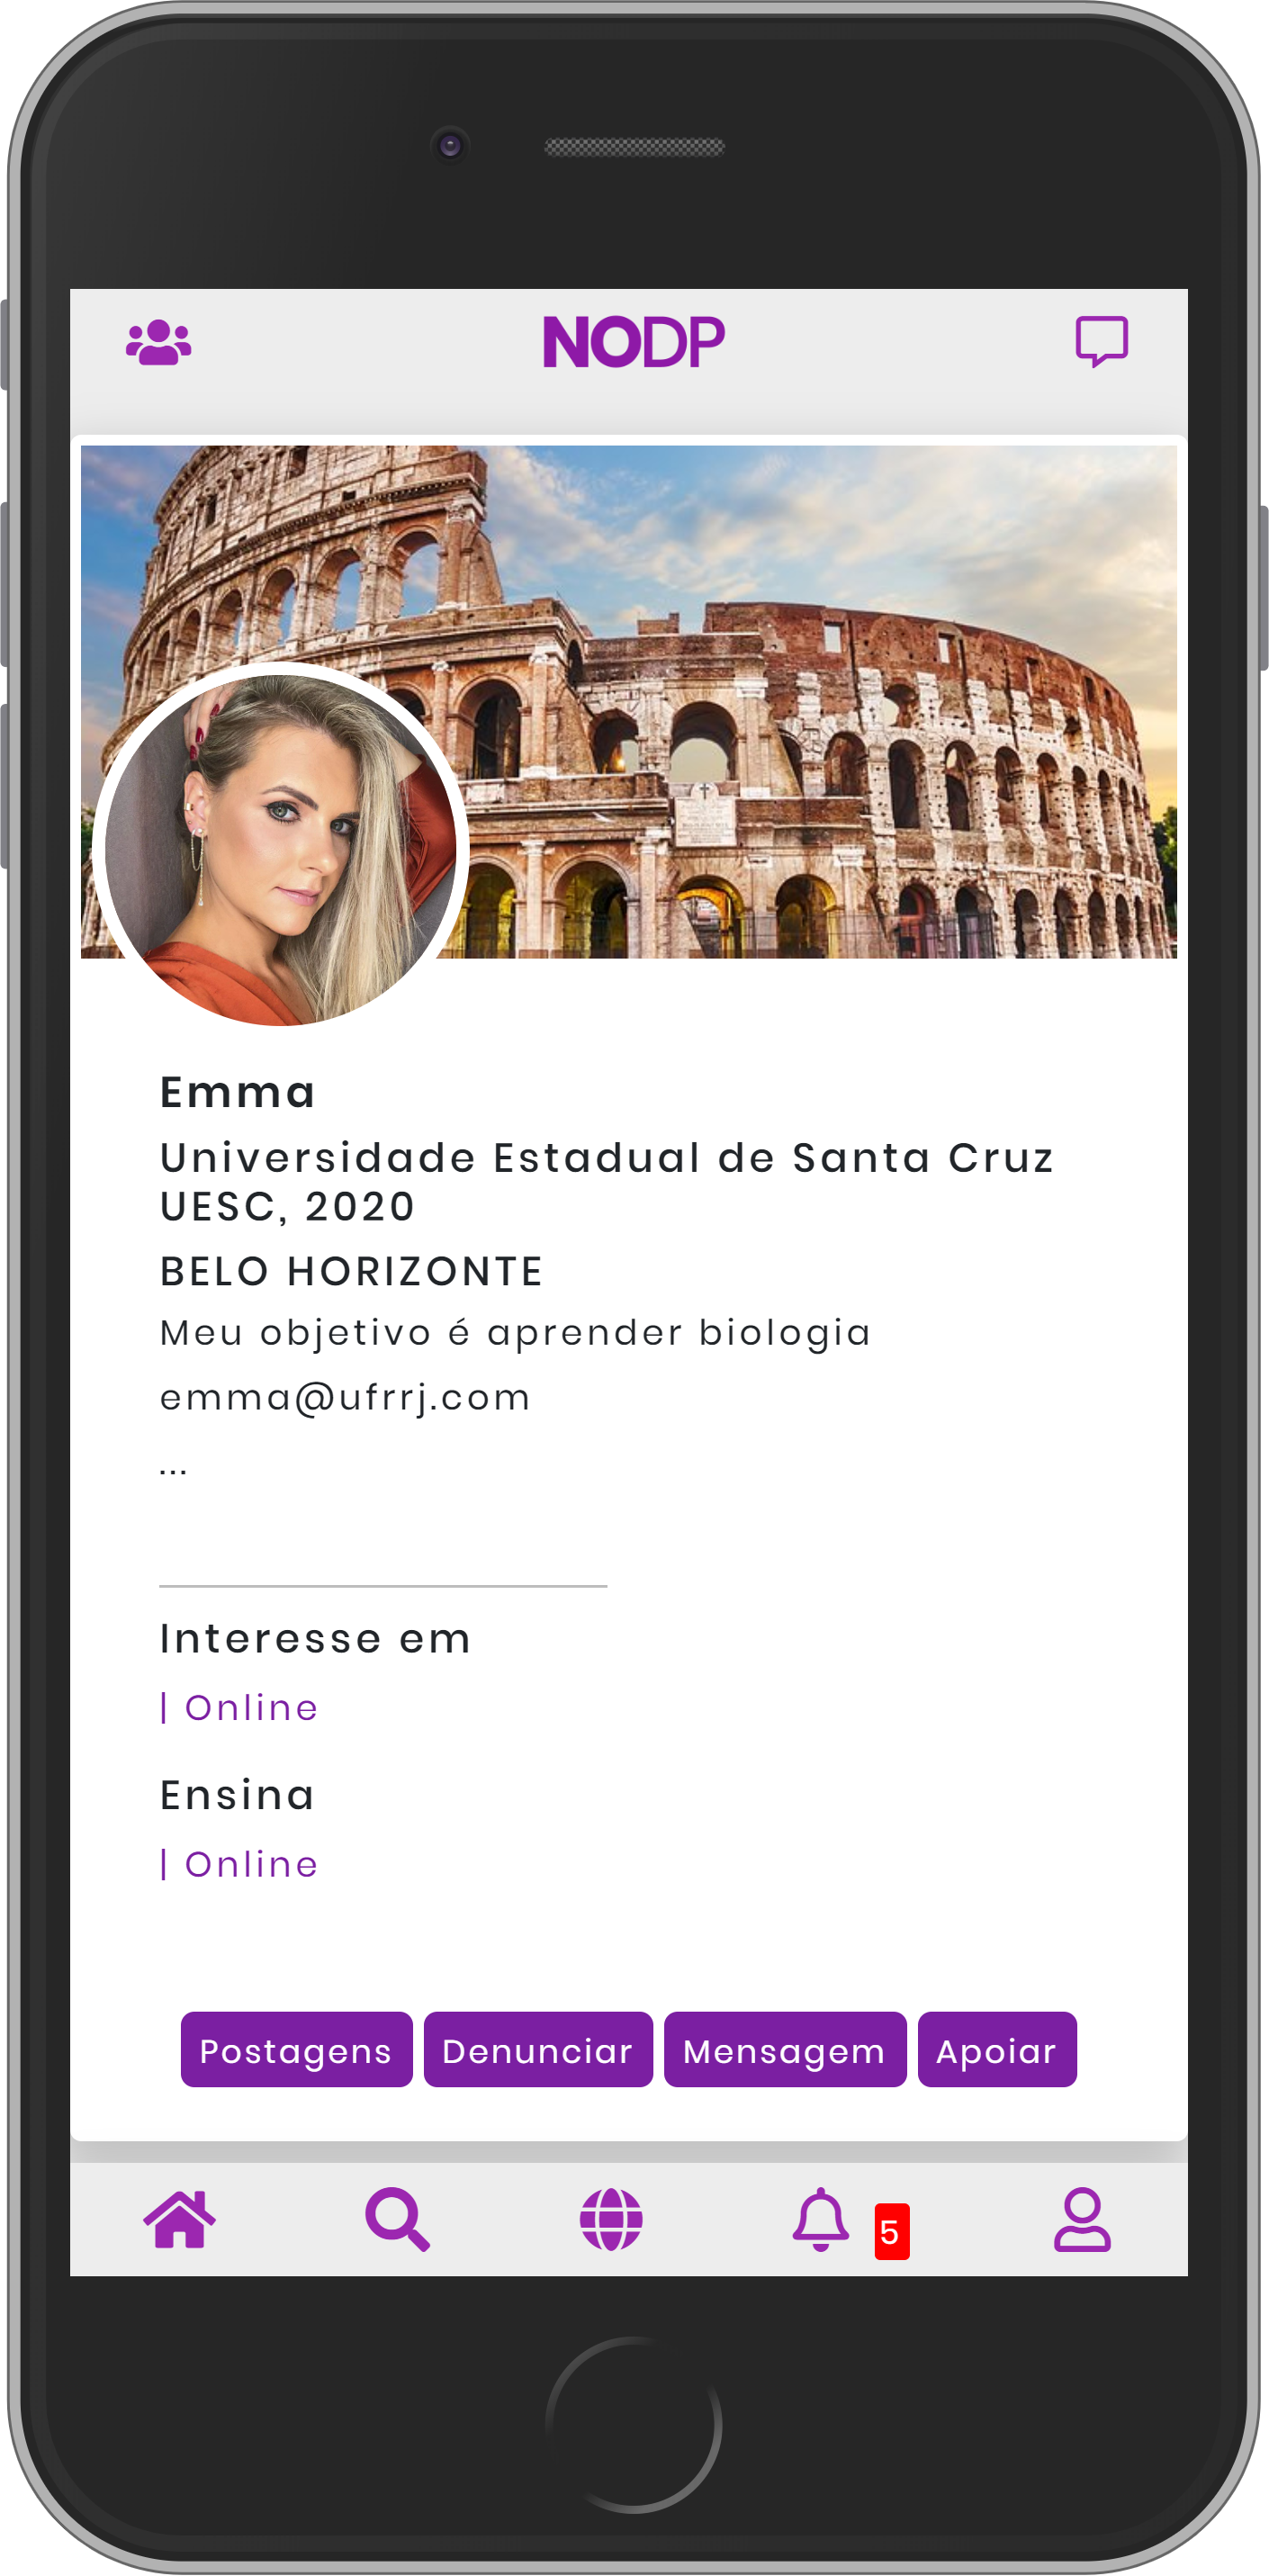 NODP
Emma
Universidade Estadual de Santa Cruz
UESC, 2020
BELO HORIZONTE
Meu objetivo é aprender biologia
emma@ufrrj.com
...
Interesse em
| Online
Ensina
| Online
Postagens Denunciar Mensagem Apoiar
5